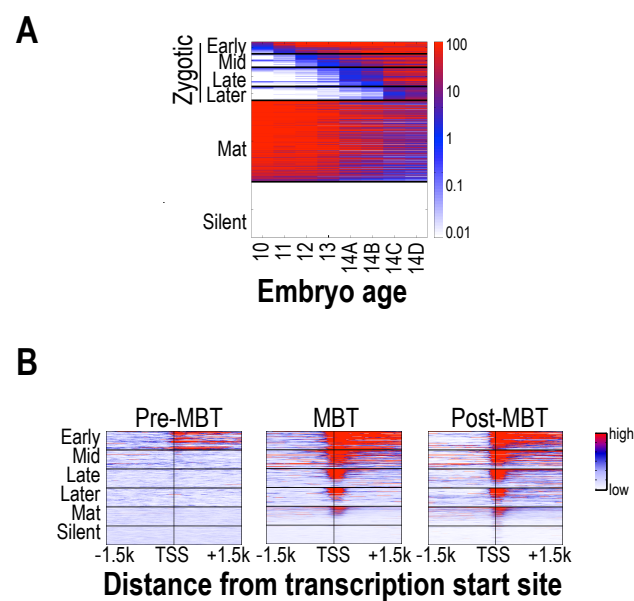 A
Zygotic
Early
Mid
Late
Later
Mat
Silent
100
10
1
0.1
0.01
10 11 12 13 14A 14B 14C 14D
Embryo age
B
Pre-MBT MBT Post-MBT
Early
Mid
Late
Later
Mat
Silent
high
low
-1.5k TSS +1.5k -1.5k TSS +1.5k -1.5k TSS +1.5k
Distance from transcription start site